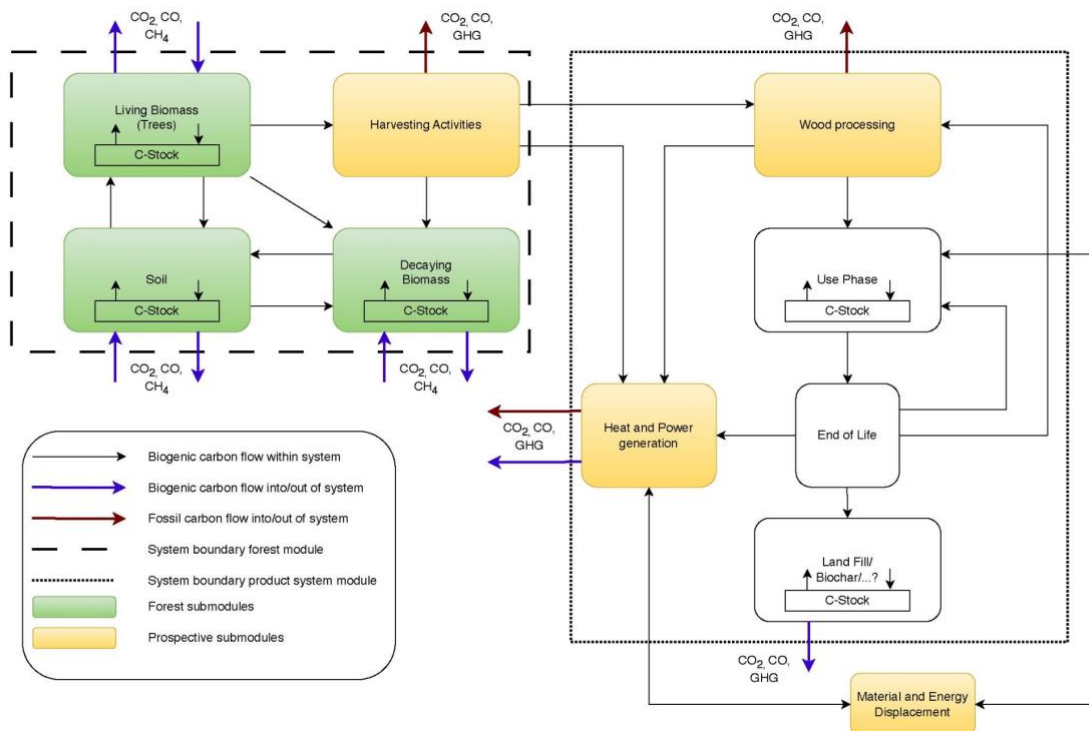 CO₂, CO,
CH₄
CO₂, CO,
GHG
CO₂, CO,
GHG
Living Biomass
(Trees)
C-Stock
Harvesting Activities
Wood processing
Soil
C-Stock
Decaying
Biomass
C-Stock
Use Phase
C-Stock
CO₂, CO,
CH₄
CO₂, CO,
CH₄
CO₂, CO,
GHG
Heat and Power
generation
End of Life
Biogenic carbon flow within system
Biogenic carbon flow into/out of system
Fossil carbon flow into/out of system
System boundary forest module
System boundary product system module
Forest submodules
Prospective submodules
Land Fill/
Biochar/...?
C-Stock
CO₂, CO,
GHG
Material and Energy
Displacement